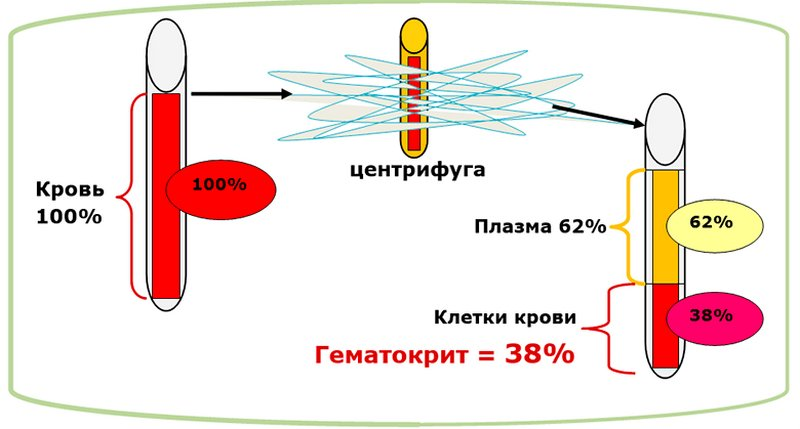 Кровь
100%
100%
центрифуга
Плазма 62%
62%
Клетки крови
Гематокрит = 38%
38%